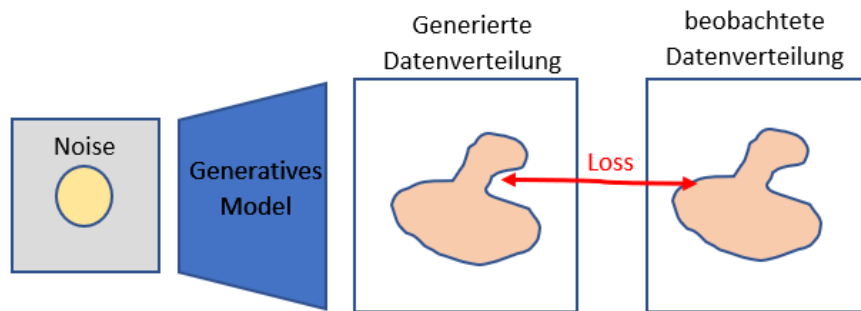 Generierte
Datenverteilung
beobachtete
Datenverteilung
Noise
Generatives
Model
Loss